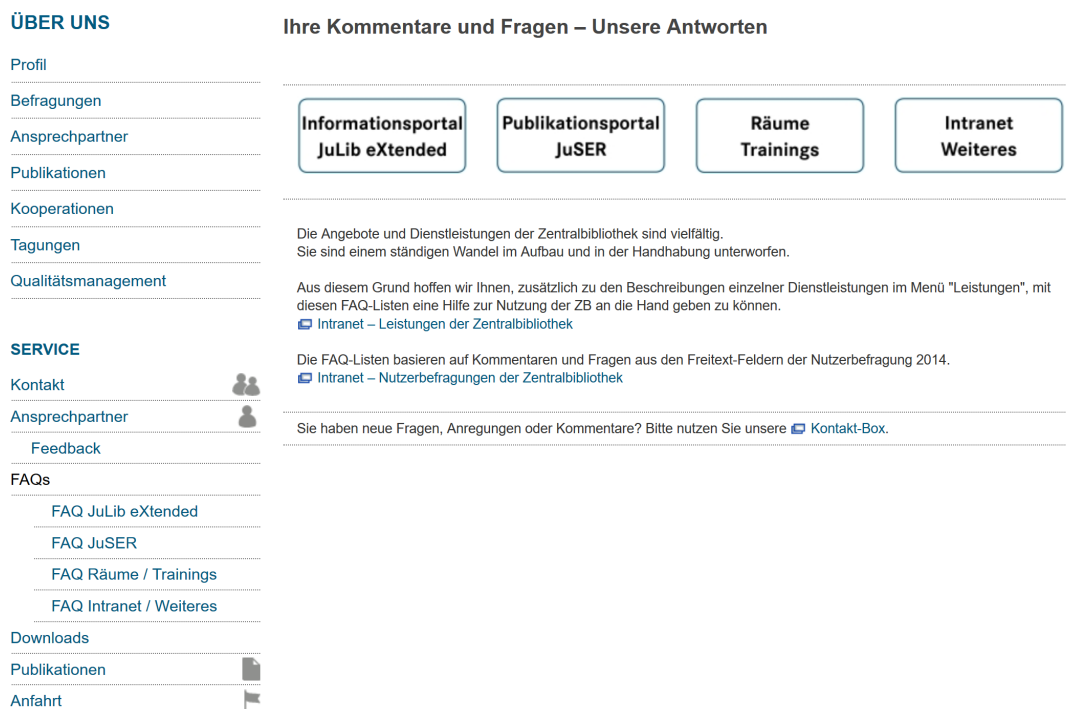 ÜBER UNS
Profil
Befragungen
Ansprechpartner
Publikationen
Kooperationen
Tagungen
Qualitätsmanagement
SERVICE
Kontakt
Ansprechpartner
Feedback
FAQs
FAQ JuLib eXtended
FAQ JuSER
FAQ Räume / Trainings
FAQ Intranet / Weiteres
Downloads
Publikationen
Anfahrt
Ihre Kommentare und Fragen – Unsere Antworten
Informationsportal
JuLib eXtended
Publikationsportal
JuSER
Räume
Trainings
Intranet
Weiteres
Die Angebote und Dienstleistungen der Zentralbibliothek sind vielfältig.
Sie sind einem ständigen Wandel im Aufbau und in der Handhabung unterworfen.
Aus diesem Grund hoffen wir Ihnen, zusätzlich zu den Beschreibungen einzelner Dienstleistungen im Menü "Leistungen", mit
diesen FAQ-Listen eine Hilfe zur Nutzung der ZB an die Hand geben zu können.
Intranet – Leistungen der Zentralbibliothek
Die FAQ-Listen basieren auf Kommentaren und Fragen aus den Freitext-Feldern der Nutzerbefragung 2014.
Intranet – Nutzerbefragungen der Zentralbibliothek
Sie haben neue Fragen, Anregungen oder Kommentare? Bitte nutzen Sie unsere Kontakt-Box.